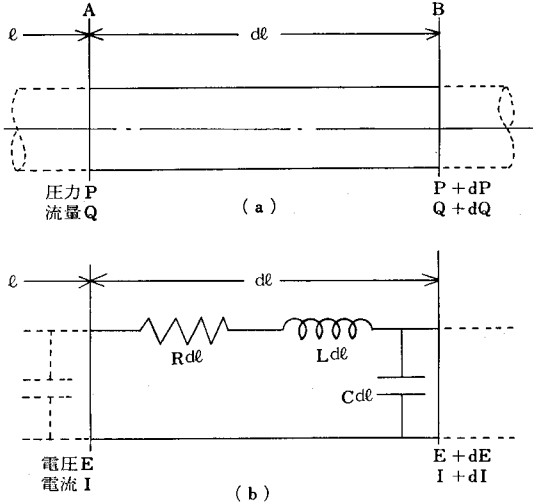 A B
ℓ dℓ
圧力 P P + dP
流量 Q Q + dQ
( a )
ℓ dℓ
Rdℓ Ldℓ
Cdℓ
電圧 E E + dE
電流 I I + dI
( b )